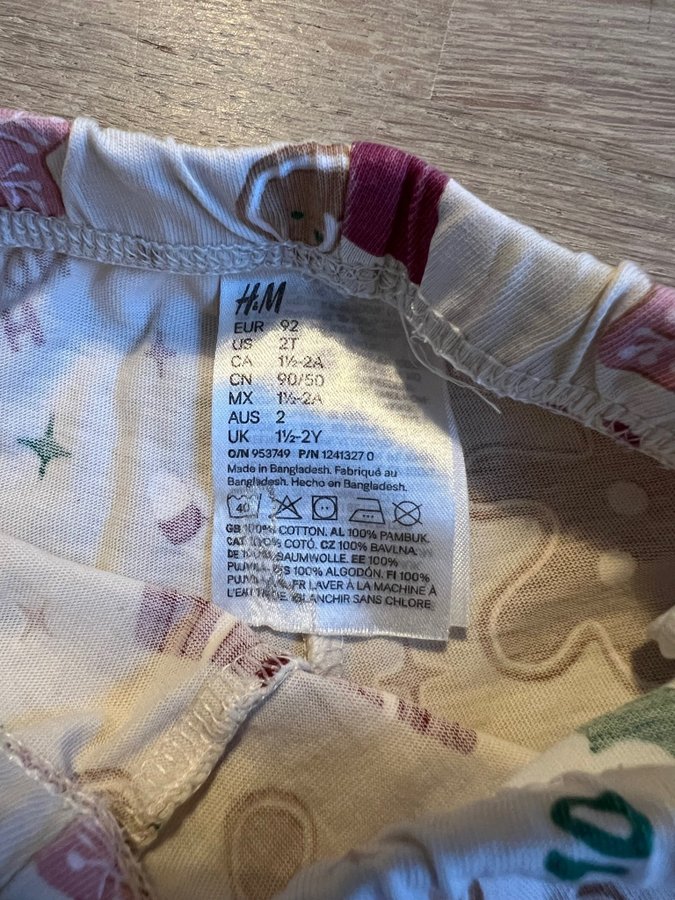 H&M
EUR 92
US 2T
CA 1½-2A
CN 90/50
MX 1½-2A
AUS 2
UK 1½-2Y
O/N 953749 P/N 1241327 0
Made in Bangladesh. Fabriqué au
Bangladesh. Hecho en Bangladesh.
40
GB 100% COTTON. AL 100% PAMBUK.
CAT 100% COTÓ. CZ 100% BAVLNA.
DE 100% BAUMWOLLE. EE 100%
ES 100% ALGODÓN. FI 100%
FR LAVER À LA MACHINE À
BLANCHIR SANS CHLORE
H
10